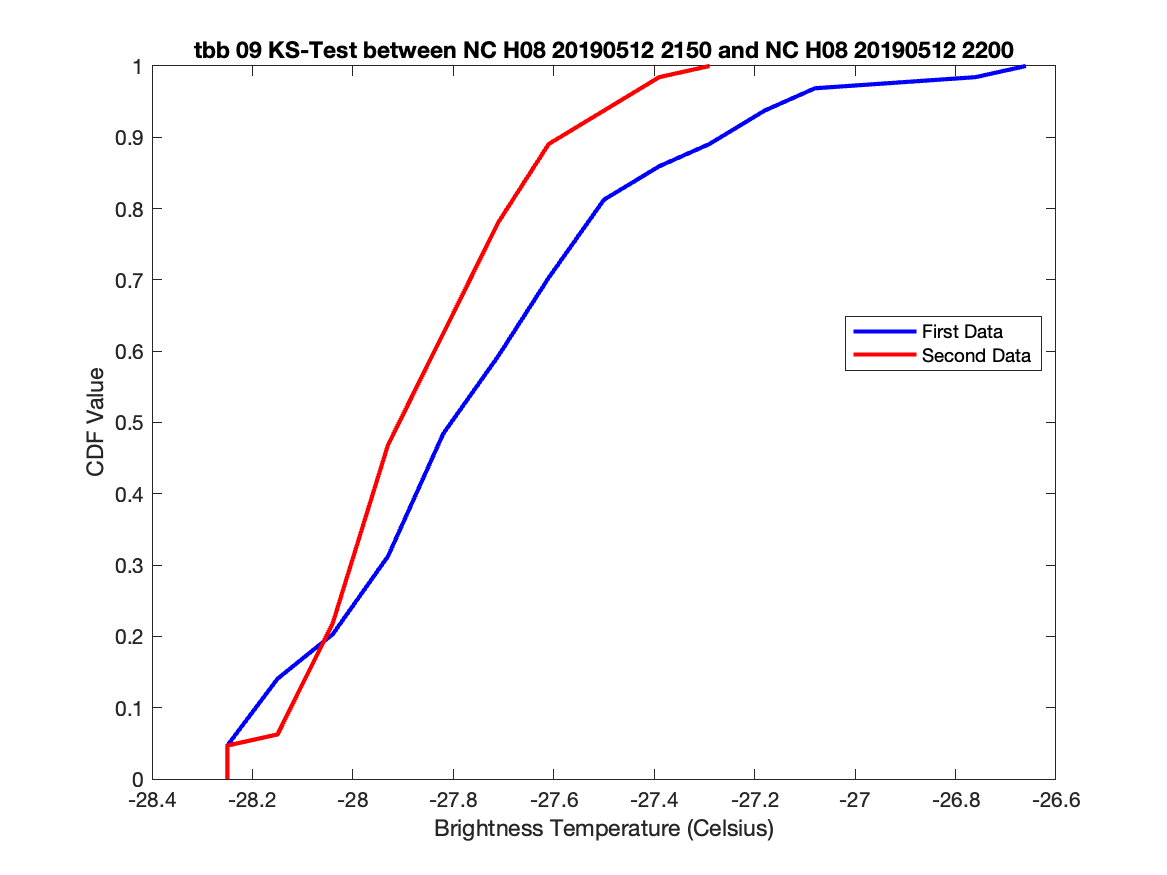 tbb 09 KS-Test between NC H08 20190512 2150 and NC H08 20190512 2200
1
0.9
0.8
0.7
0.6
0.5
0.4
0.3
0.2
0.1
0
CDF Value
First Data
Second Data
-28.4 -28.2 -28 -27.8 -27.6 -27.4 -27.2 -27 -26.8 -26.6
Brightness Temperature (Celsius)